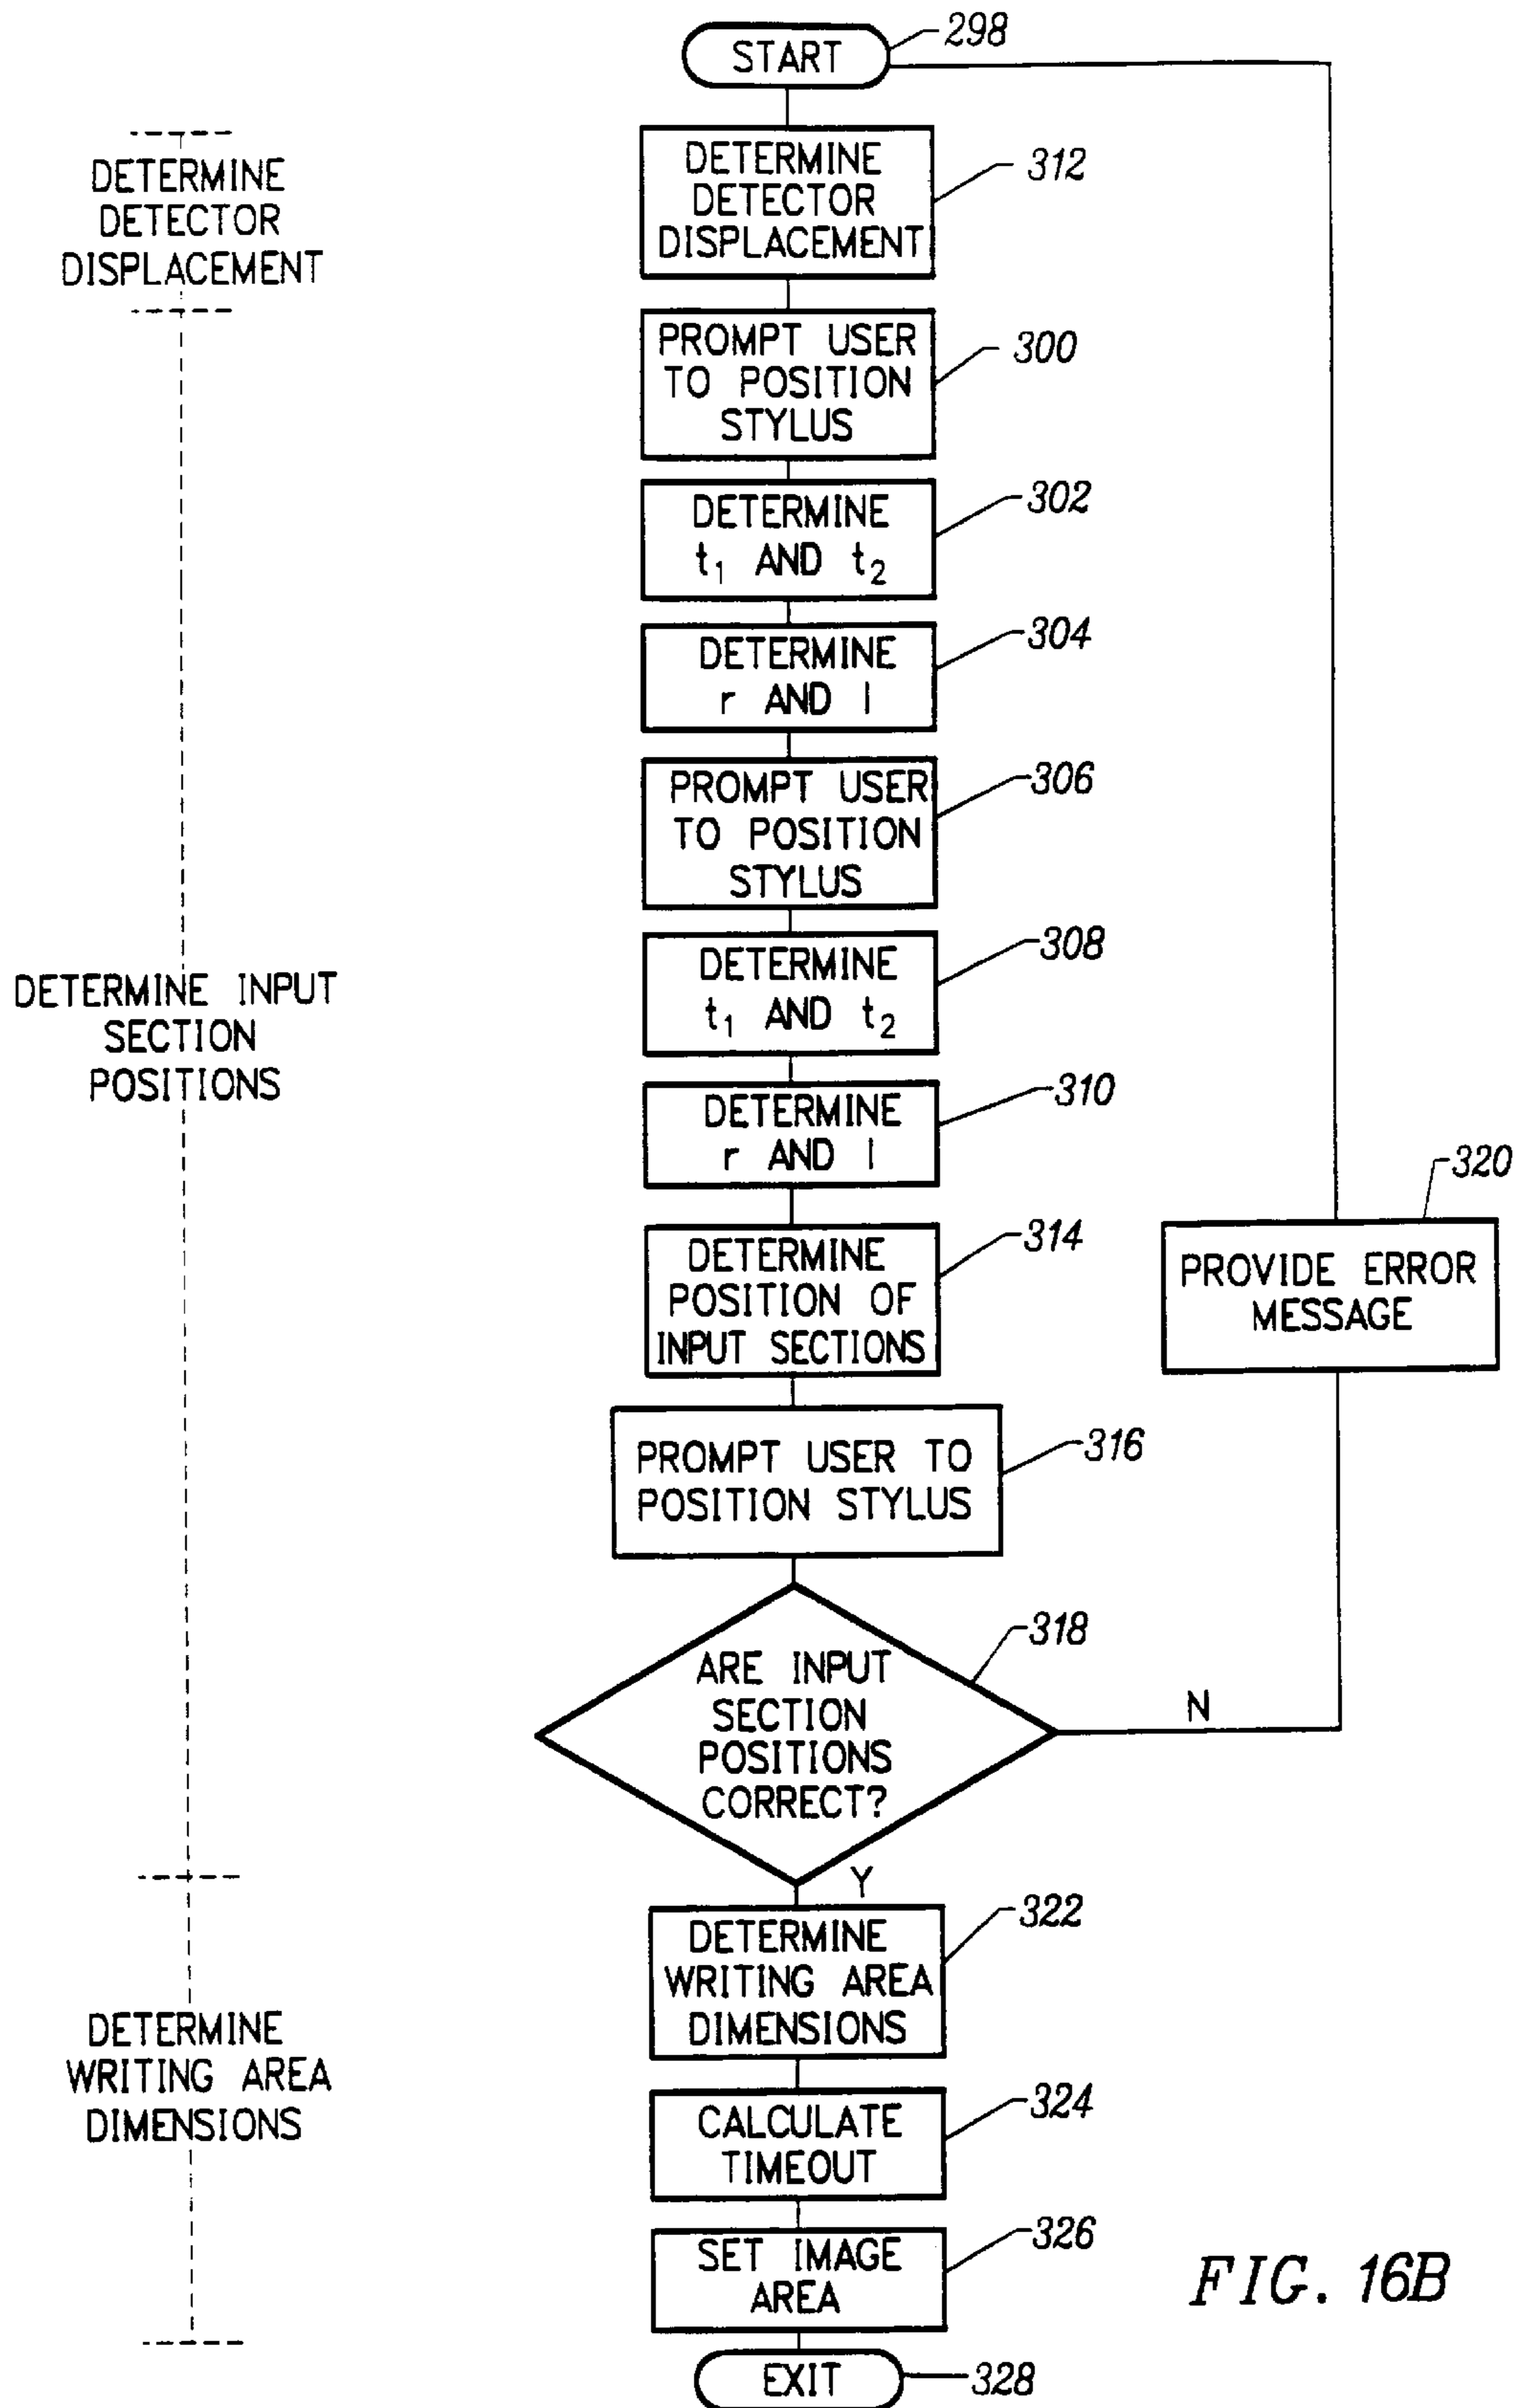 START
298
DETERMINE
DETECTOR
DISPLACEMENT
DETERMINE
DETECTOR
DISPLACEMENT
312
PROMPT USER
TO POSITION
STYLUS
300
DETERMINE
t₁ AND t₂
302
DETERMINE
r AND l
304
PROMPT USER
TO POSITION
STYLUS
306
DETERMINE INPUT
SECTION
POSITIONS
DETERMINE
t₁ AND t₂
308
DETERMINE
r AND l
310
DETERMINE
POSITION OF
INPUT SECTIONS
314
PROVIDE ERROR
MESSAGE
320
PROMPT USER TO
POSITION STYLUS
316
ARE INPUT
SECTION
POSITIONS
CORRECT?
318
N
Y
DETERMINE
WRITING AREA
DIMENSIONS
322
DETERMINE
WRITING AREA
DIMENSIONS
CALCULATE
TIMEOUT
324
SET IMAGE
AREA
326
EXIT
328
FIG. 16B